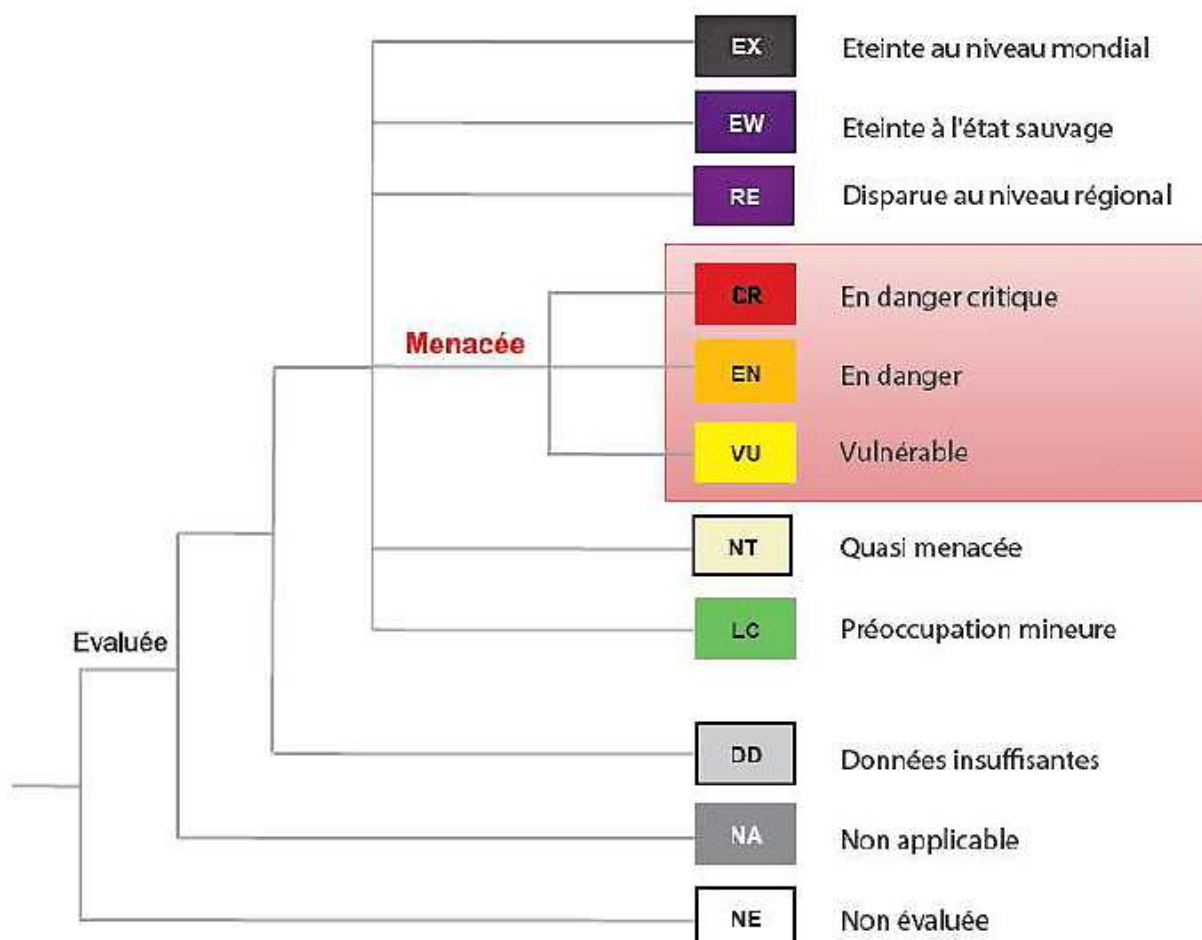 EX Eteinte au niveau mondial
EW Eteinte à l'état sauvage
RE Disparue au niveau régional
CR En danger critique
Menacée
EN En danger
VU Vulnérable
NT Quasi menacée
LC Préoccupation mineure
Evaluée
DD Données insuffisantes
NA Non applicable
NE Non évaluée